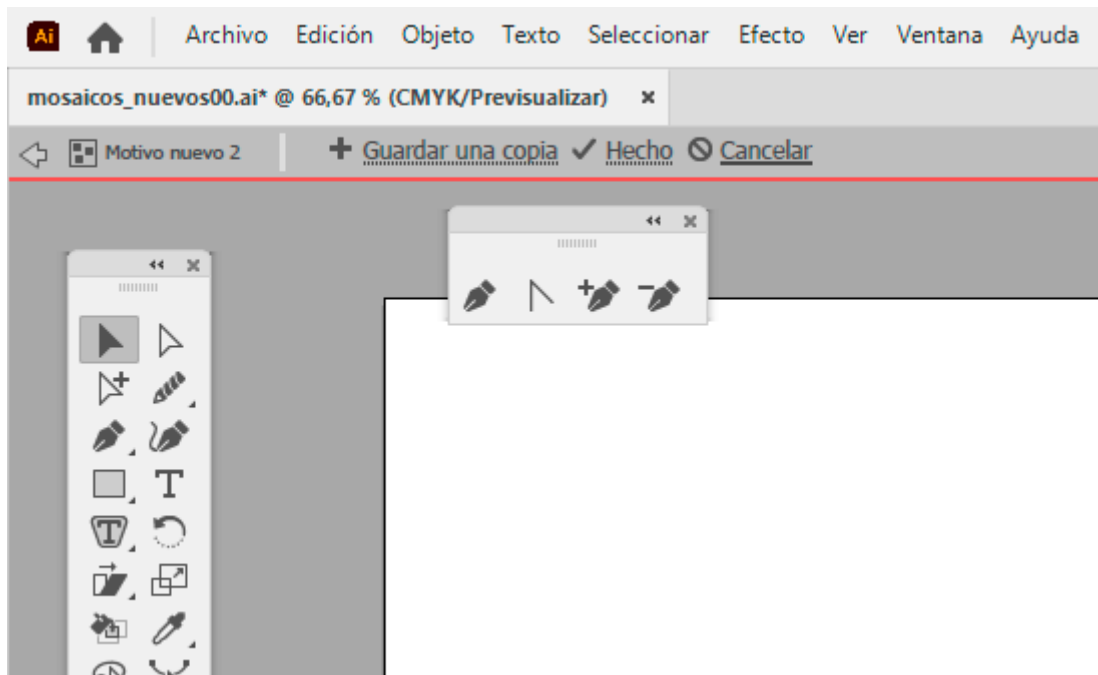 Ai Archivo Edición Objeto Texto Seleccionar Efecto Ver Ventana Ayuda
mosaicos_nuevos00.ai* @ 66,67 % (CMYK/Previsualizar) ×
Motivo nuevo 2 + Guardar una copia ✓ Hecho Cancelar